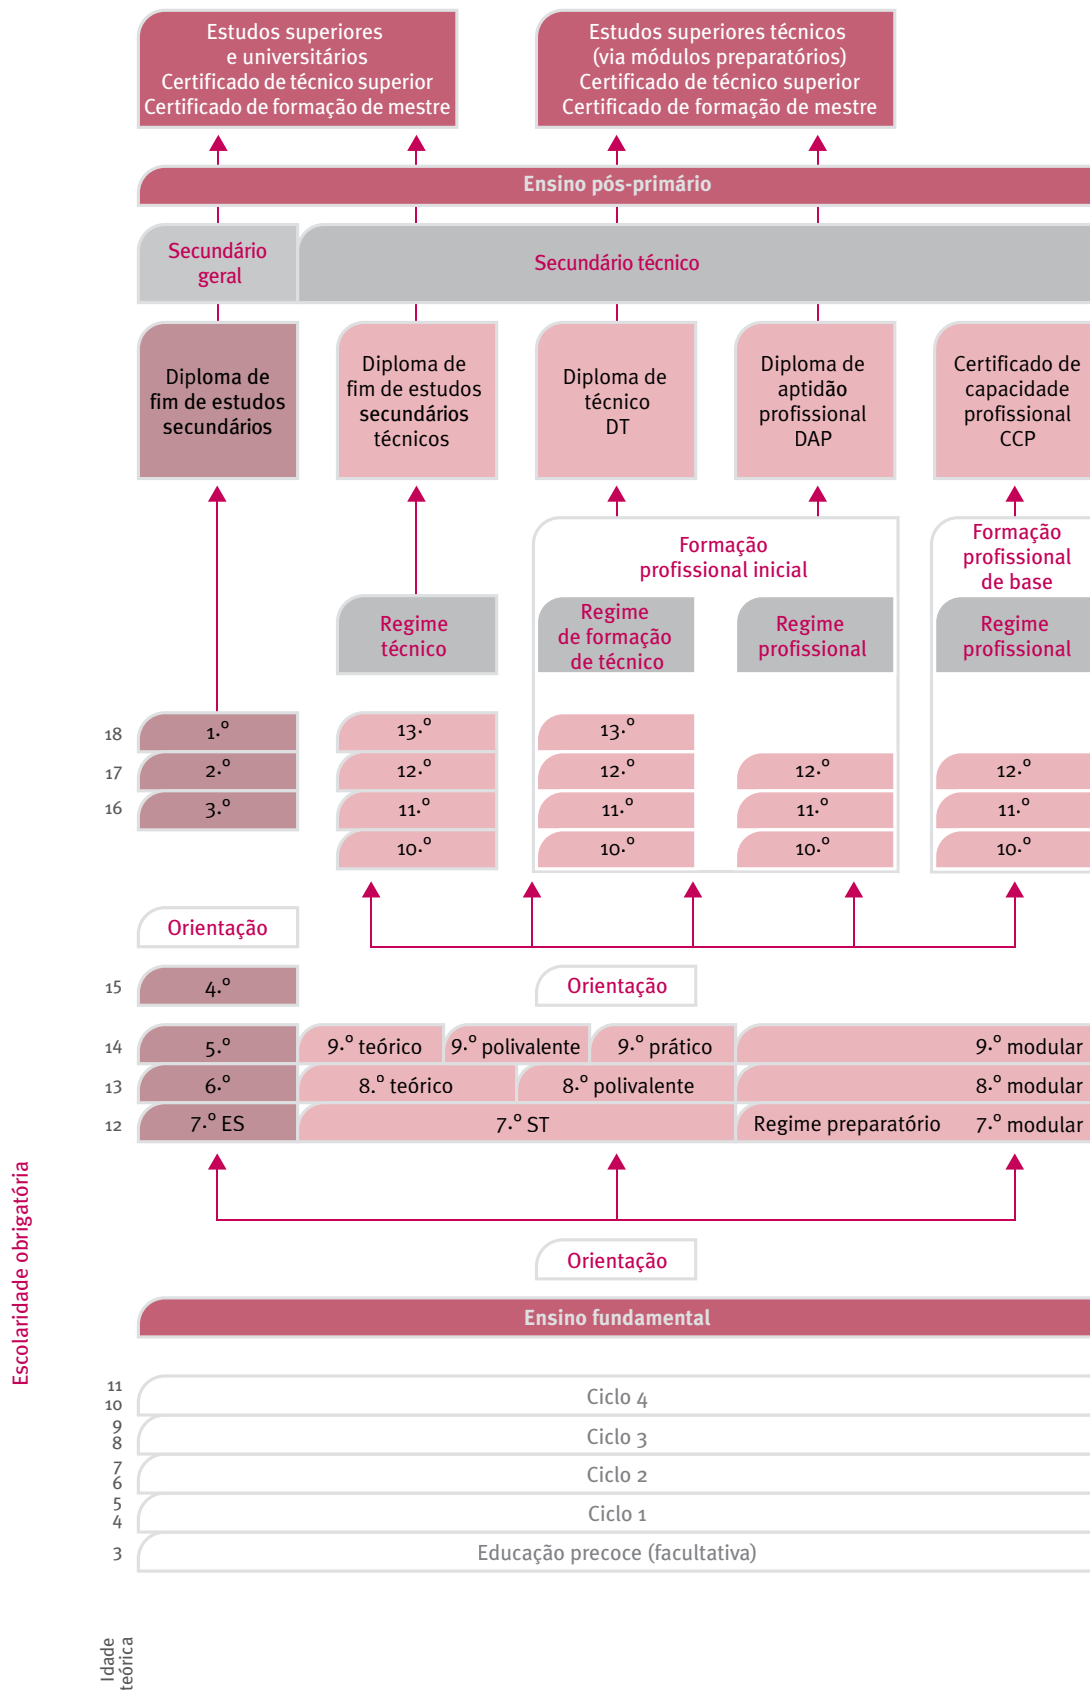 Estudos superiores
e universitários
Certificado de técnico superior
Certificado de formação de mestre
Estudos superiores técnicos
(via módulos preparatórios)
Certificado de técnico superior
Certificado de formação de mestre
Ensino pós-primário
Secundário
geral
Secundário técnico
Diploma de
fim de estudos
secundários
Diploma de
fim de estudos
secundários
técnicos
Diploma de
técnico
DT
Diploma de
aptidão
profissional
DAP
Certificado de
capacidade
profissional
CCP
Formação
profissional inicial
Formação
profissional
de base
Regime
técnico
Regime
de formação
de técnico
Regime
profissional
Regime
profissional
18 1.º 13.º 13.º
17 2.º 12.º 12.º 12.º 12.º
16 3.º 11.º 11.º 11.º 11.º
10.º 10.º 10.º 10.º
Orientação
15 4.º Orientação
14 5.º 9.º teórico 9.º polivalente 9.º prático 9.º modular
13 6.º 8.º teórico 8.º polivalente 8.º modular
12 7.º ES 7.º ST Regime preparatório 7.º modular
Escolaridade obrigatória
Orientação
Ensino fundamental
11
10
Ciclo 4
9
8
Ciclo 3
7
6
Ciclo 2
5
4
Ciclo 1
3 Educação precoce (facultativa)
Idade
teórica